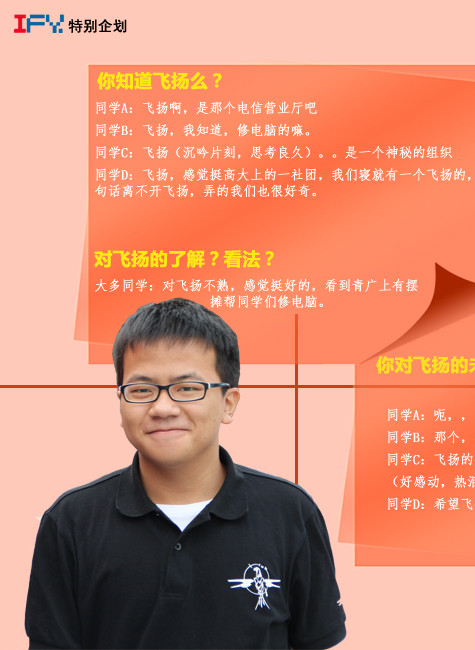 IFY 特别企划
你知道飞扬么？
同学A：飞扬啊，是那个电信营业厅吧
同学B：飞扬，我知道，修电脑的嘛。
同学C：飞扬（沉吟片刻，思考良久）。。是一个神秘的组织
同学D：飞扬，感觉挺高大上的一社团，我们寝就有一个飞扬的，
句话离不开飞扬，弄的我们也很好奇。
对飞扬的了解？看法？
大多同学：对飞扬不熟，感觉挺好的，看到青广上有摆
摊帮同学们修电脑。
你对飞扬的未
同学A：呃，，
同学B：那个，
同学C：飞扬的
（好感动，热泪
同学D：希望飞